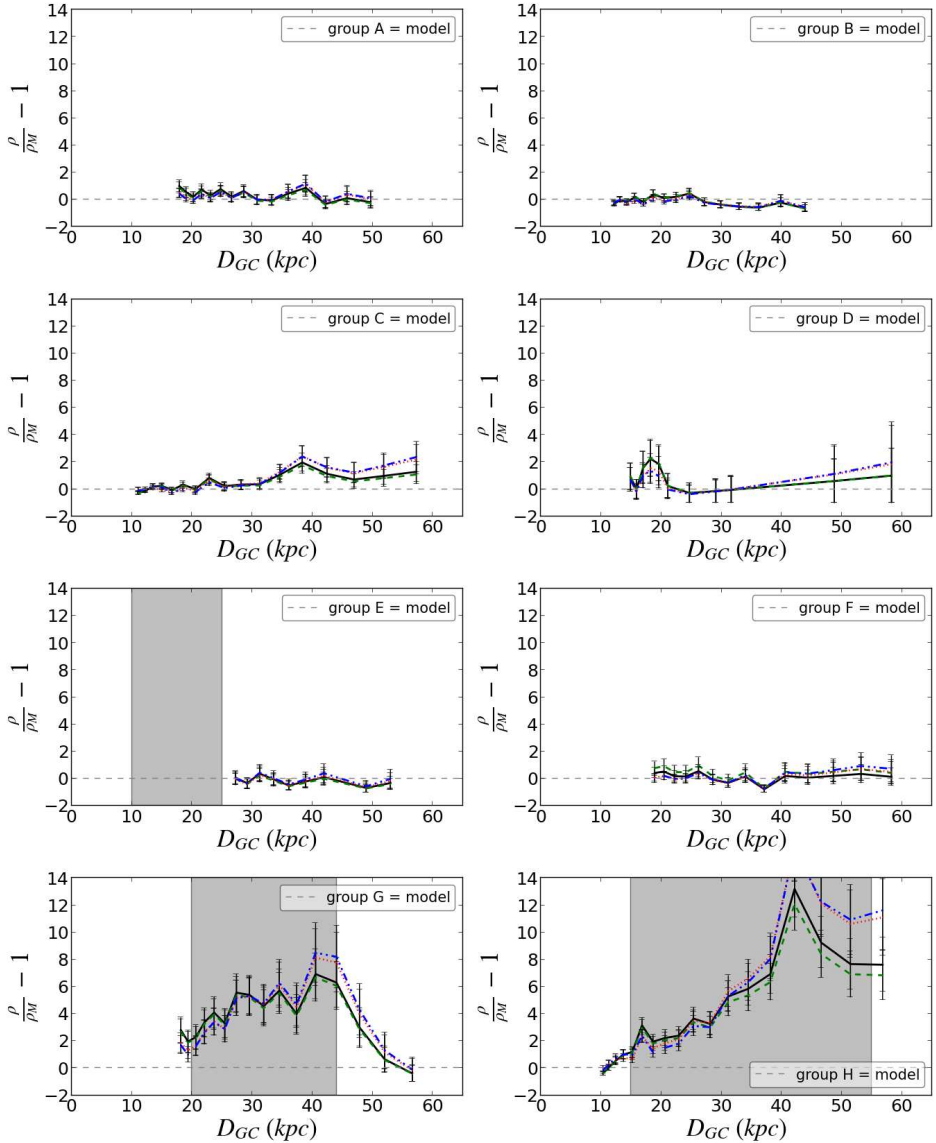 14
12
10
8
6
4
2
0
−2
ρ/ρ_M − 1
group A = model
0 10 20 30 40 50 60
D_GC (kpc)
14
12
10
8
6
4
2
0
−2
ρ/ρ_M − 1
group B = model
0 10 20 30 40 50 60
D_GC (kpc)
14
12
10
8
6
4
2
0
−2
ρ/ρ_M − 1
group C = model
0 10 20 30 40 50 60
D_GC (kpc)
14
12
10
8
6
4
2
0
−2
ρ/ρ_M − 1
group D = model
0 10 20 30 40 50 60
D_GC (kpc)
14
12
10
8
6
4
2
0
−2
ρ/ρ_M − 1
group E = model
0 10 20 30 40 50 60
D_GC (kpc)
14
12
10
8
6
4
2
0
−2
ρ/ρ_M − 1
group F = model
0 10 20 30 40 50 60
D_GC (kpc)
14
12
10
8
6
4
2
0
−2
ρ/ρ_M − 1
group G = model
0 10 20 30 40 50 60
D_GC (kpc)
14
12
10
8
6
4
2
0
−2
ρ/ρ_M − 1
group H = model
0 10 20 30 40 50 60
D_GC (kpc)